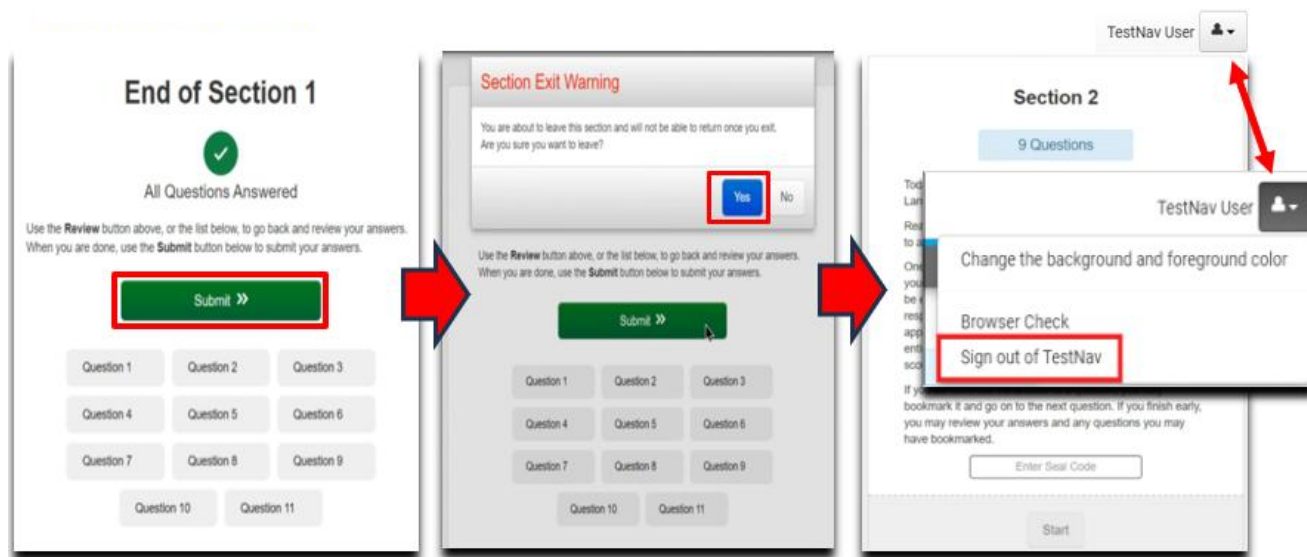 End of Section 1
All Questions Answered
Use the Review button above, or the list below, to go back and review your answers.
When you are done, use the Submit button below to submit your answers.
Submit »
Question 1 Question 2 Question 3
Question 4 Question 5 Question 6
Question 7 Question 8 Question 9
Question 10 Question 11
Section Exit Warning
You are about to leave this section and will not be able to return once you exit.
Are you sure you want to leave?
Yes No
Use the Review button above, or the list below, to go back and review your answers.
When you are done, use the Submit button below to submit your answers.
Submit »
Question 1 Question 2 Question 3
Question 4 Question 5 Question 6
Question 7 Question 8 Question 9
Question 10 Question 11
TestNav User
Section 2
9 Questions
TestNav User
Change the background and foreground color
Browser Check
Sign out of TestNav
bookmark it and go on to the next question. If you finish early,
you may review your answers and any questions you may
have bookmarked.
Enter Seal Code
Start